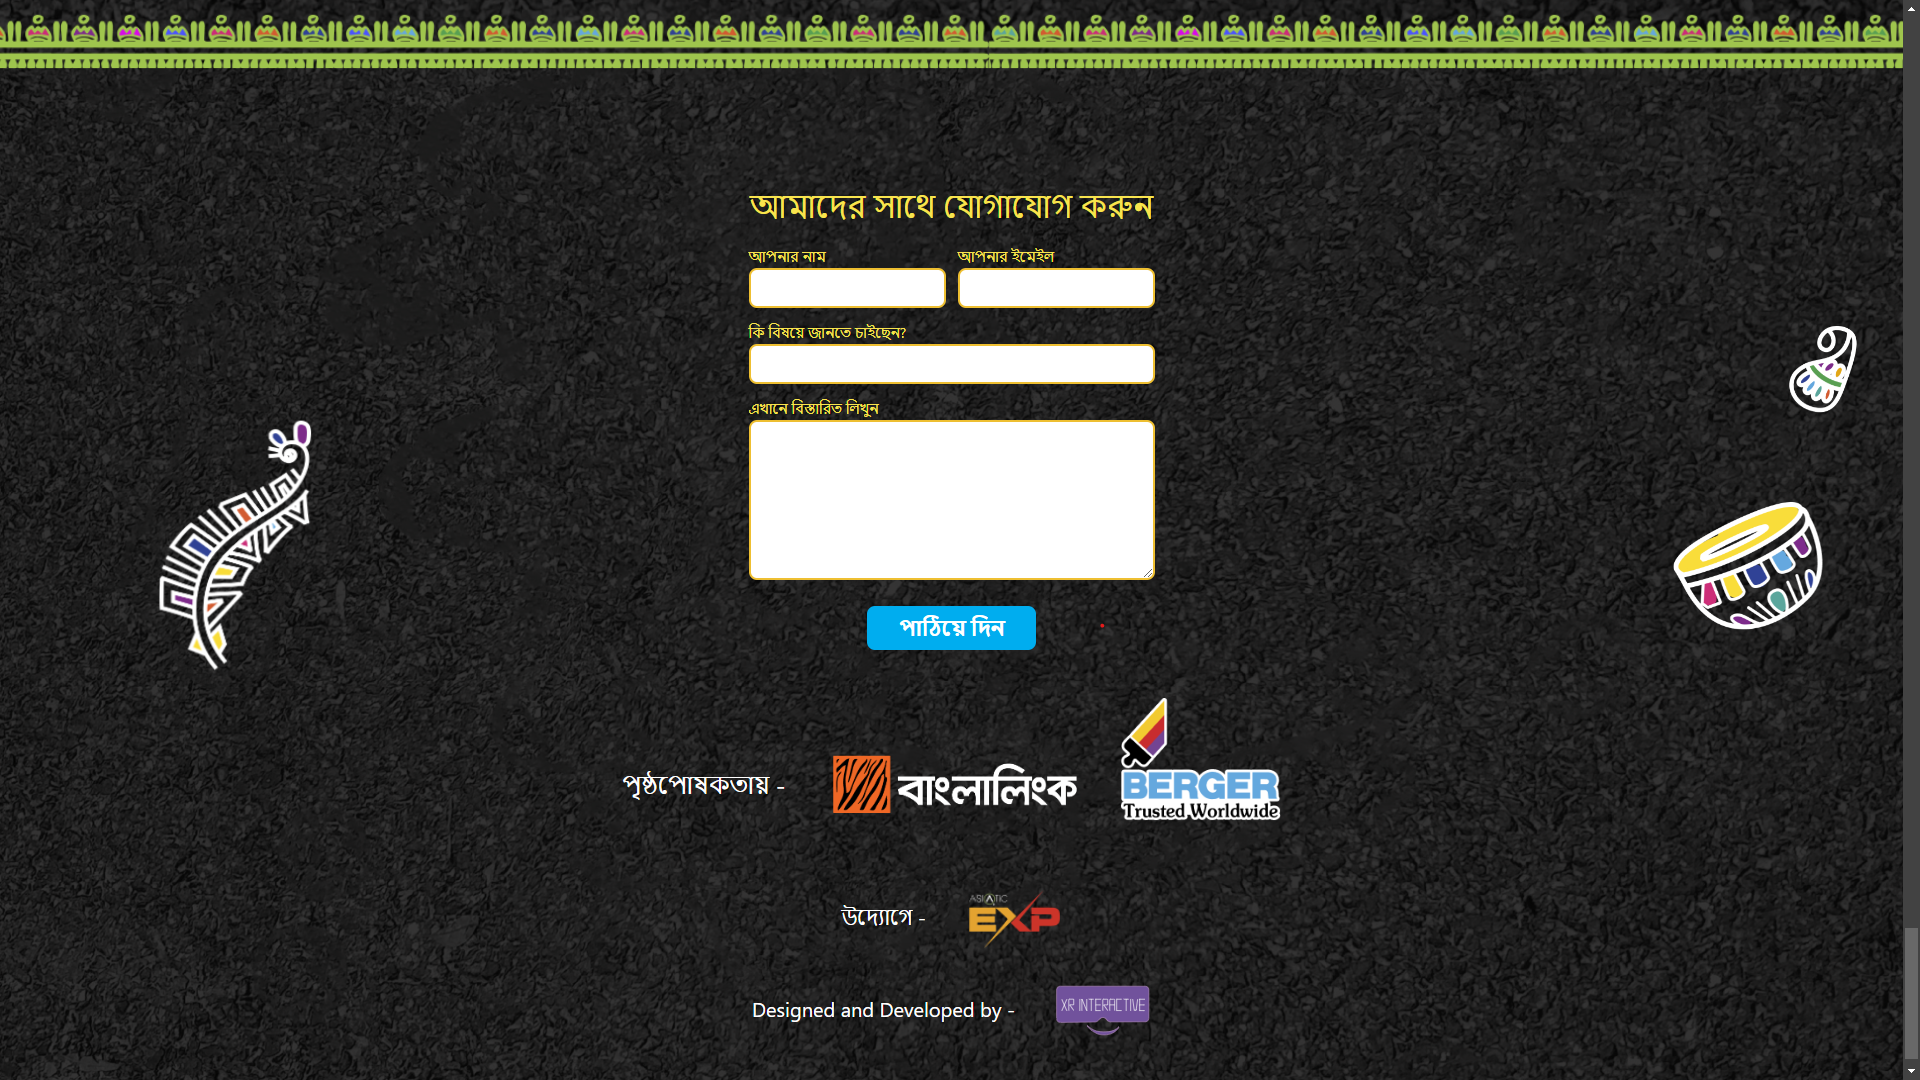 আমাদের সাথে যোগাযোগ করুন
আপনার নাম
আপনার ইমেইল
কি বিষয়ে জানতে চাইছেন?
এখানে বিস্তারিত লিখুন
পাঠিয়ে দিন
পৃষ্ঠপোষকতায় -
বাংলালিংক
BERGER
Trusted Worldwide
উদ্যোগে -
ASIATIC
EXP
Designed and Developed by -
XR INTERACTIVE